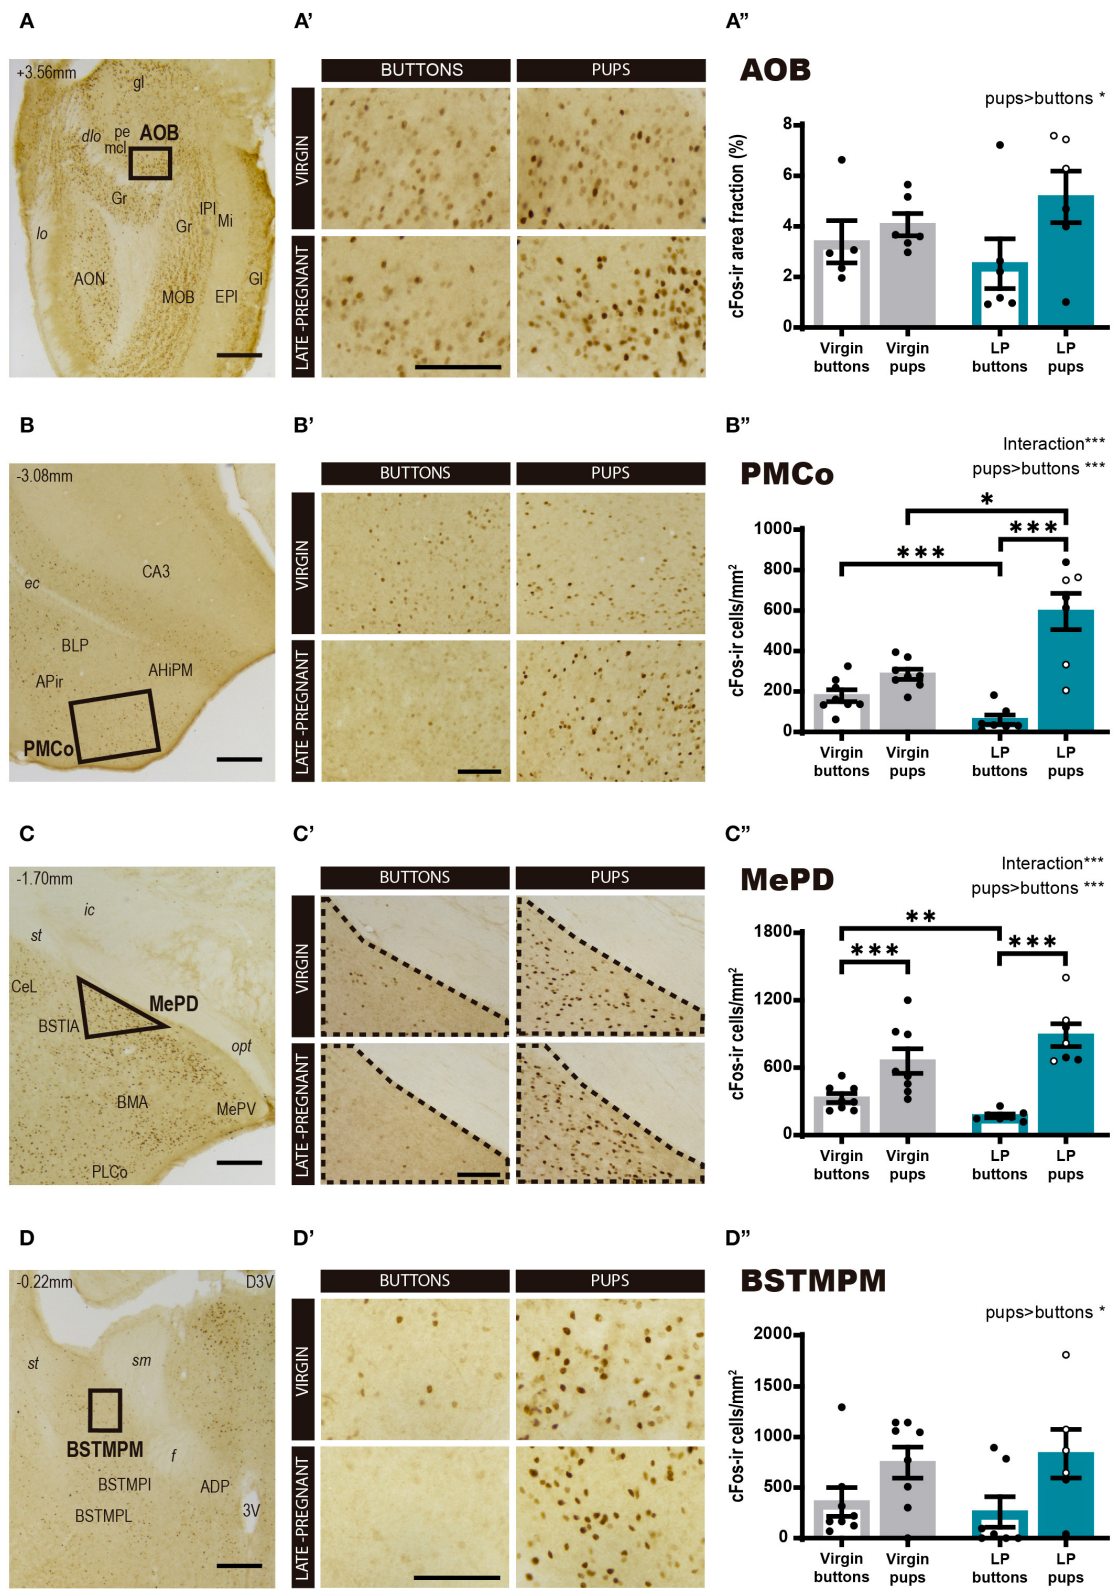 A
A'
A”
+3.56mm
gl
dlo
pe
mcl
AOB
Gr
lo
Gr
IPI
Mi
AON
MOB
EPI
Gl
BUTTONS
PUPS
VIRGIN
LATE -PREGNANT
AOB
pups>buttons *
cFos-ir area fraction (%)
8
6
4
2
0
Virgin buttons
Virgin pups
LP buttons
LP pups
B
B'
B”
-3.08mm
CA3
ec
BLP
APir
AHiPM
PMCo
BUTTONS
PUPS
VIRGIN
LATE -PREGNANT
Interaction***
PMCo
pups>buttons ***
*
***
***
cFos-ir cells/mm²
1000
800
600
400
200
0
Virgin buttons
Virgin pups
LP buttons
LP pups
C
C'
C”
-1.70mm
ic
st
CeL
MePD
BSTIA
opt
BMA
MePV
PLCo
BUTTONS
PUPS
VIRGIN
LATE -PREGNANT
Interaction***
MePD
pups>buttons ***
**
***
***
cFos-ir cells/mm²
1800
1200
600
0
Virgin buttons
Virgin pups
LP buttons
LP pups
D
D'
D”
-0.22mm
D3V
st
sm
BSTMPM
f
BSTMPI
ADP
BSTMPL
3V
BUTTONS
PUPS
VIRGIN
LATE -PREGNANT
BSTMPM
pups>buttons *
cFos-ir cells/mm²
2000
1500
1000
500
0
Virgin buttons
Virgin pups
LP buttons
LP pups